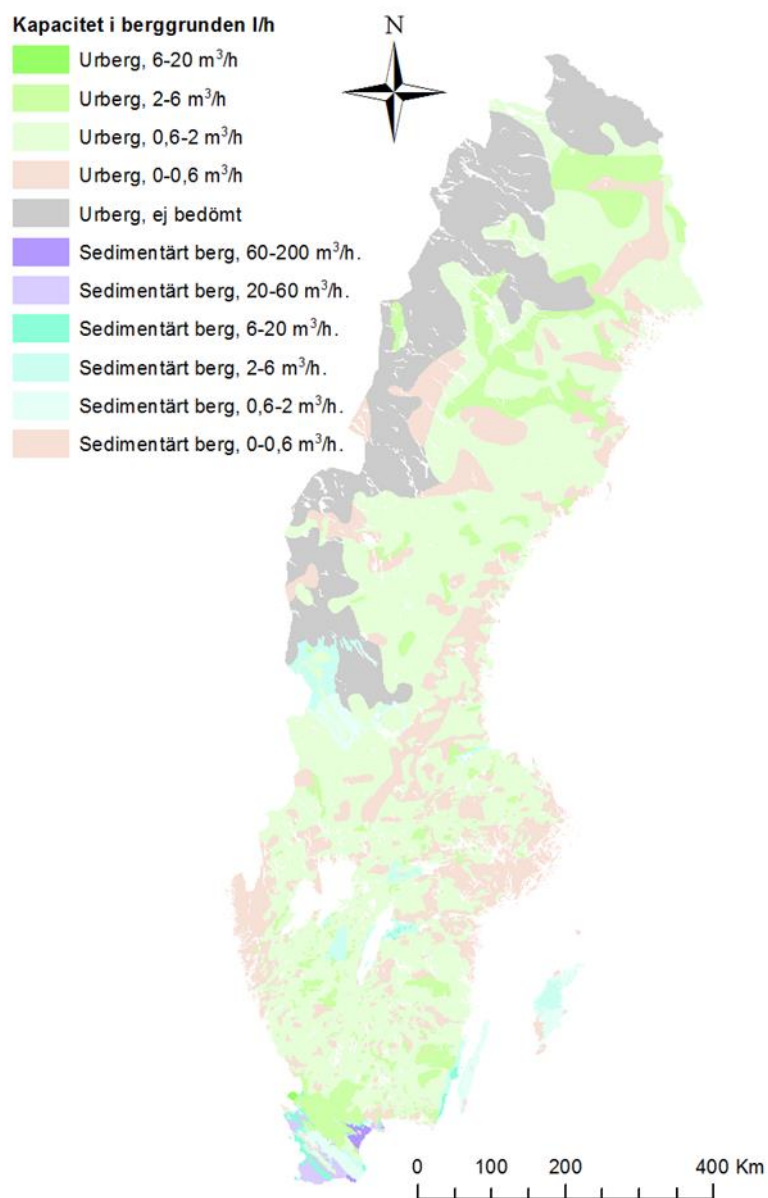 Kapacitet i berggrunden l/h
Urberg, 6-20 m³/h
Urberg, 2-6 m³/h
Urberg, 0,6-2 m³/h
Urberg, 0-0,6 m³/h
Urberg, ej bedömt
Sedimentärt berg, 60-200 m³/h.
Sedimentärt berg, 20-60 m³/h.
Sedimentärt berg, 6-20 m³/h.
Sedimentärt berg, 2-6 m³/h.
Sedimentärt berg, 0,6-2 m³/h.
Sedimentärt berg, 0-0,6 m³/h.
N
0 100 200 400 Km